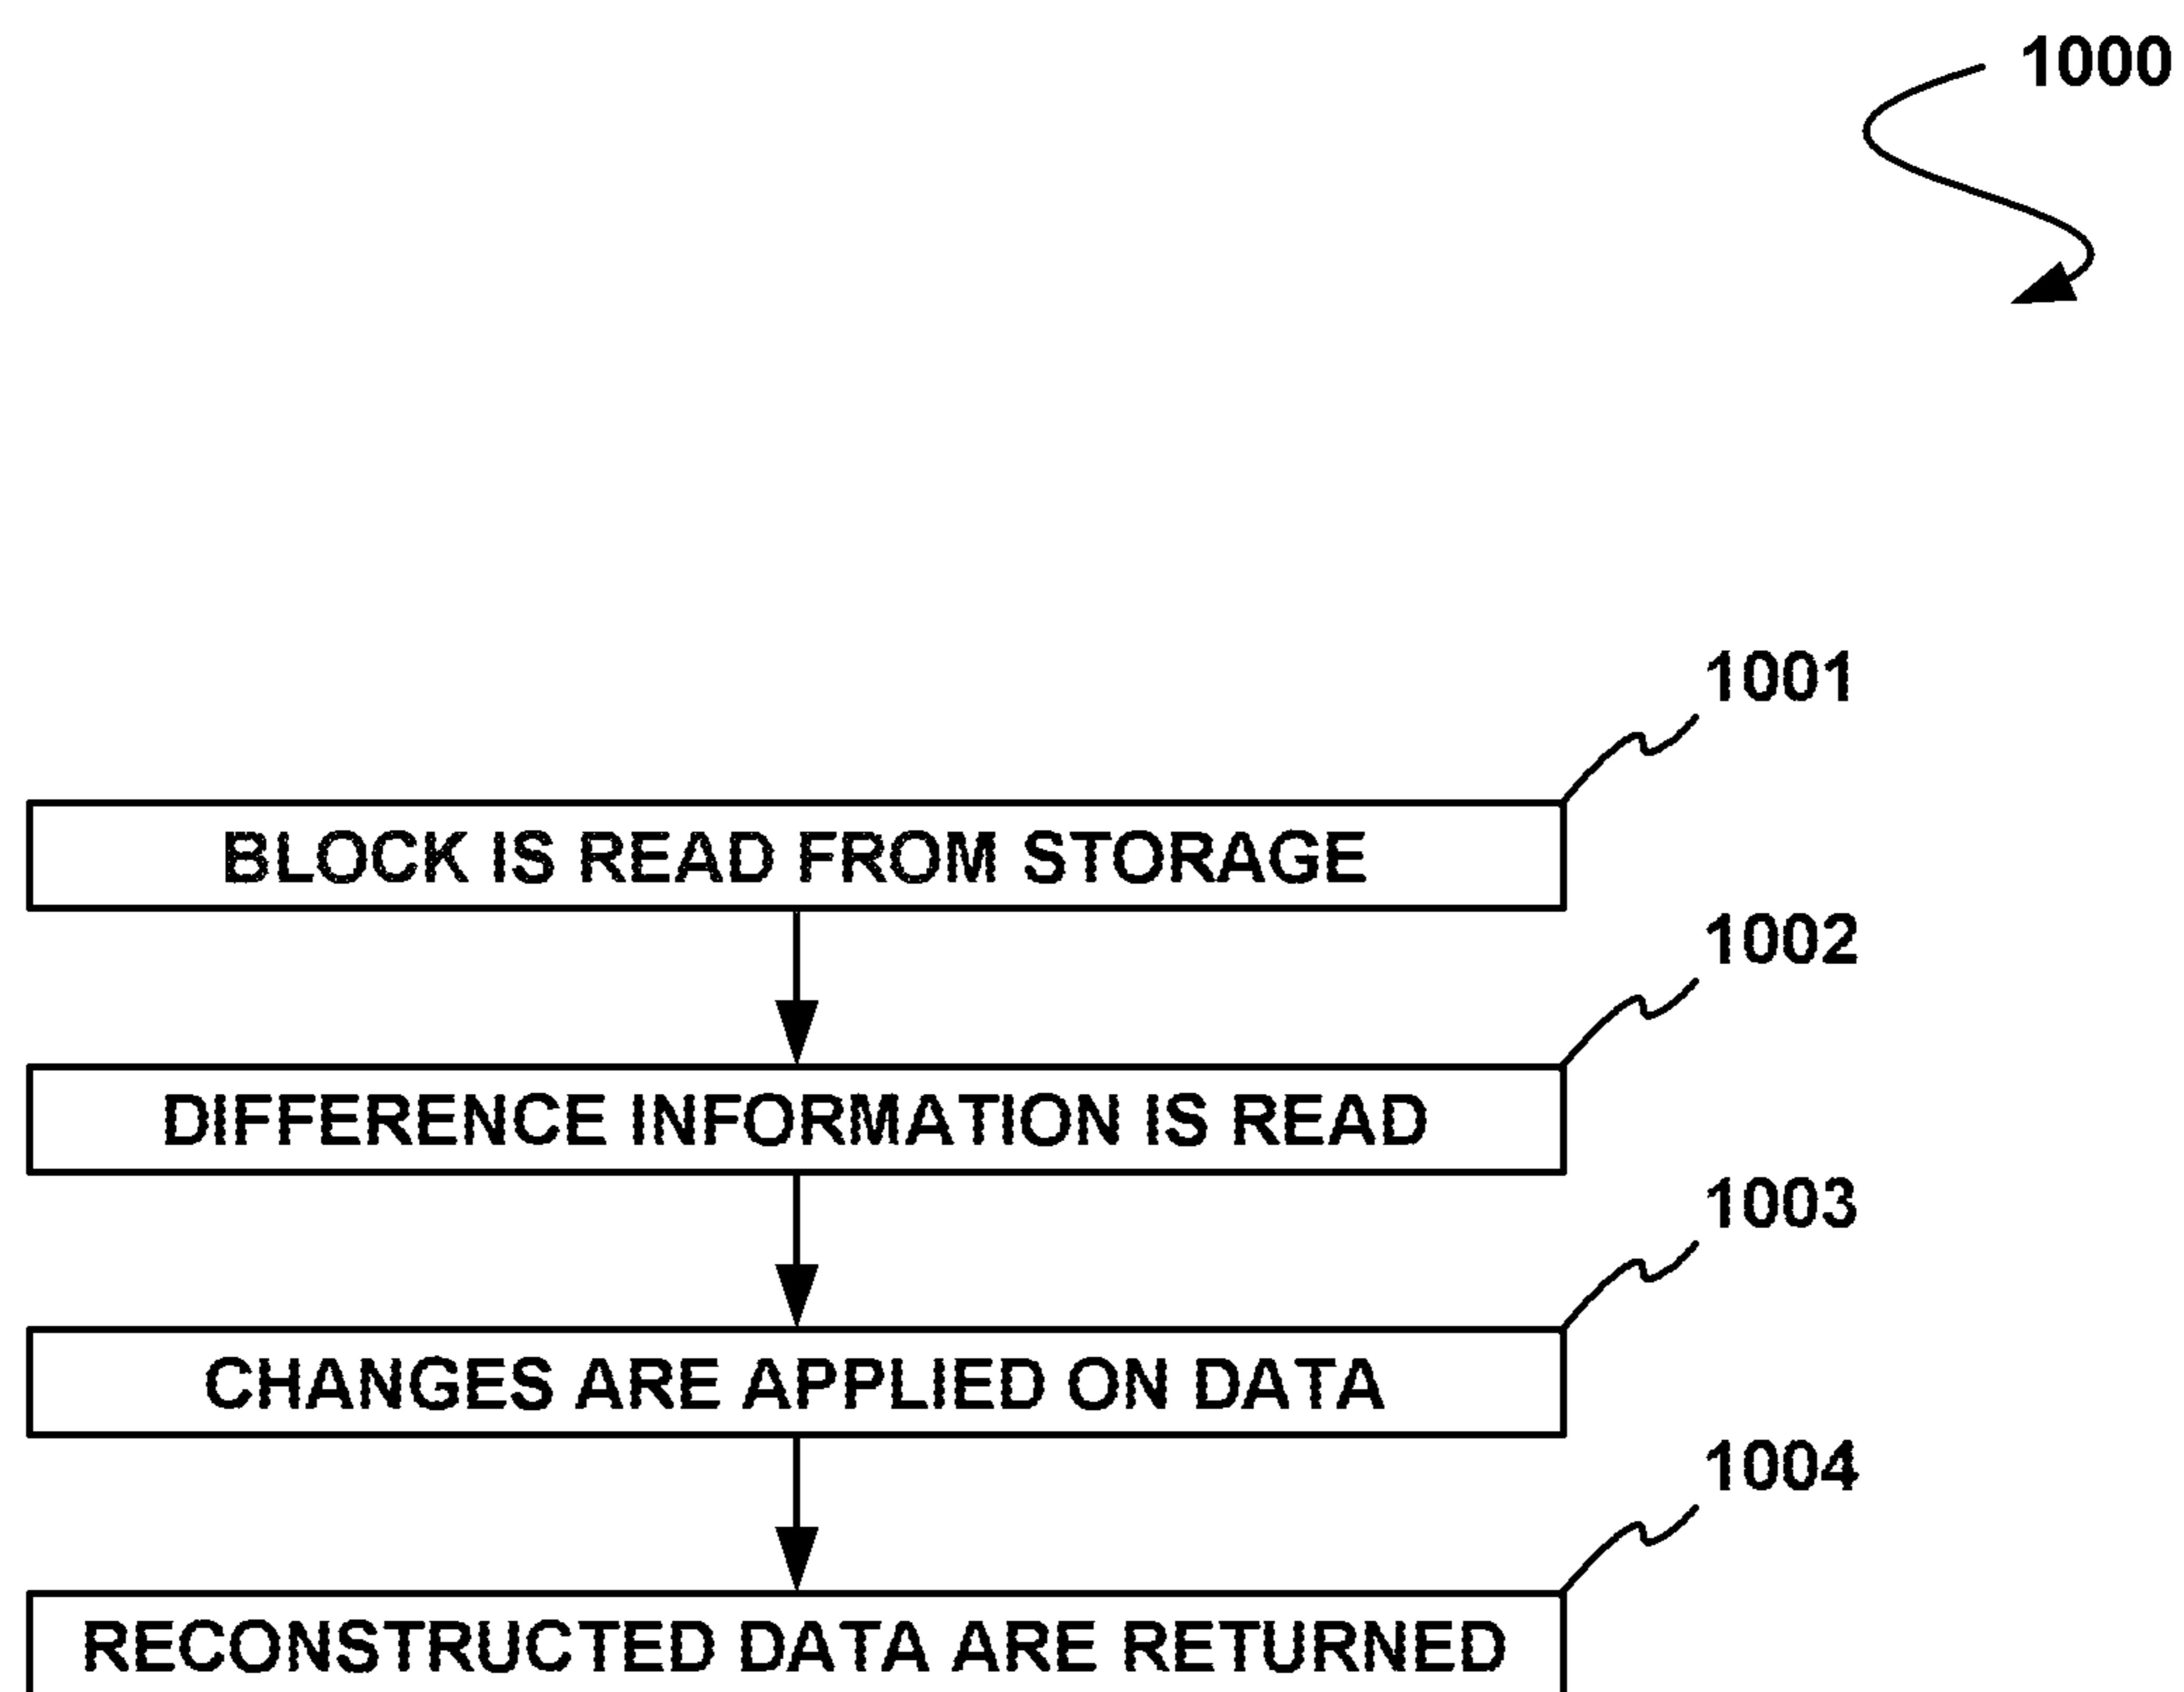 1000
1001
BLOCK IS READ FROM STORAGE
1002
DIFFERENCE INFORMATION IS READ
1003
CHANGES ARE APPLIED ON DATA
1004
RECONSTRUCTED DATA ARE RETURNED